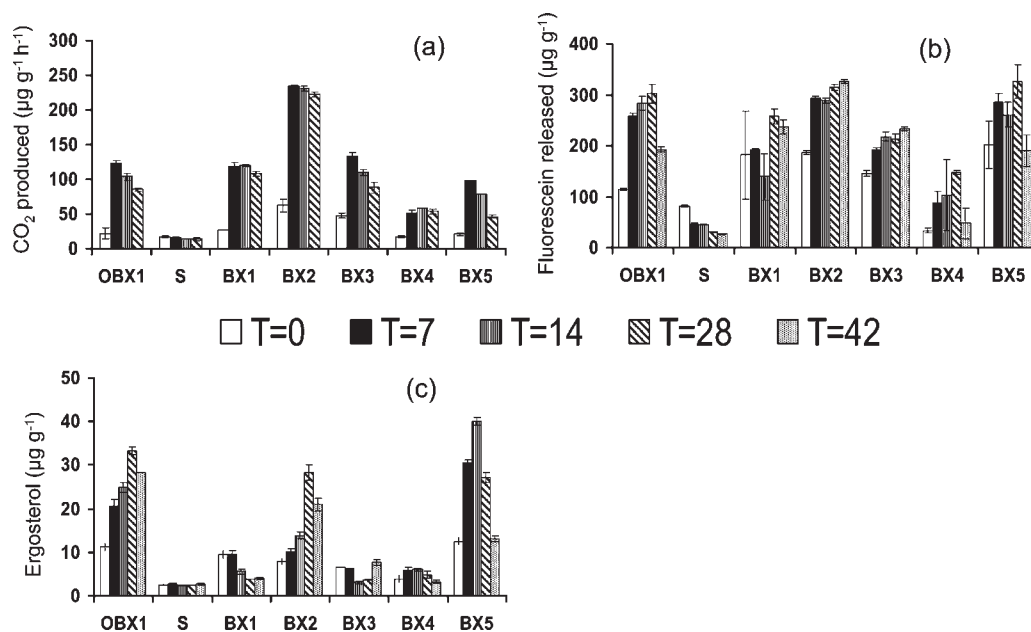 (a)
CO₂ produced (µg g⁻¹ h⁻¹)
300
250
200
150
100
50
0
OBX1 S BX1 BX2 BX3 BX4 BX5
(b)
Fluorescein released (µg g⁻¹)
400
300
200
100
0
OBX1 S BX1 BX2 BX3 BX4 BX5
T=0 T=7 T=14 T=28 T=42
(c)
Ergosterol (µg g⁻¹)
50
40
30
20
10
0
OBX1 S BX1 BX2 BX3 BX4 BX5